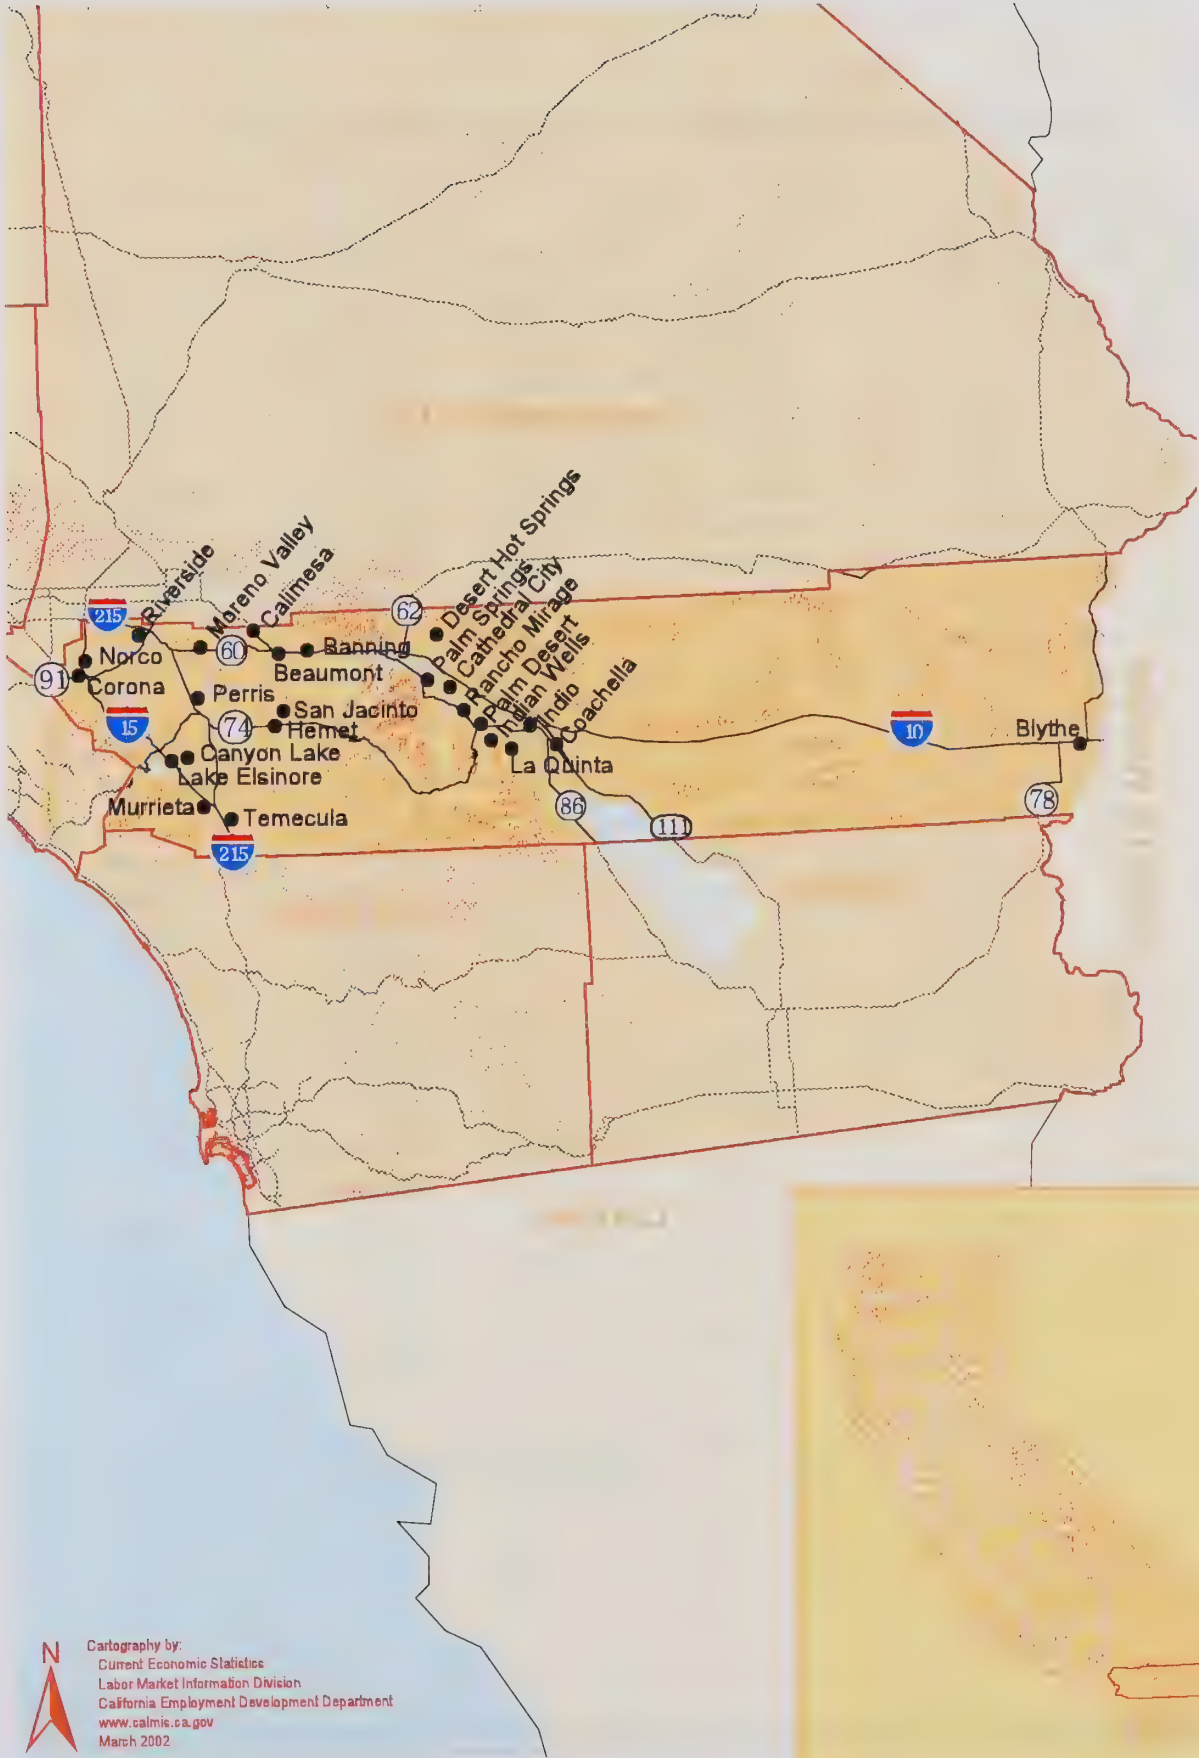 Desert Hot Springs
Palm Springs
Cathedral City
Rancho Mirage
Palm Desert
Indian Wells
Indio
Coachella
Riverside
Moreno Valley
Calimesa
215
62
Norco
60
Banning
Beaumont
91
Corona
Perris
San Jacinto
15
74
Hemet
10
Blythe
Canyon Lake
La Quinta
Lake Elsinore
Murrieta
86
78
Temecula
111
215
N
Cartography by:
Current Economic Statistics
Labor Market Information Division
California Employment Development Department
www.calmis.ca.gov
March 2002